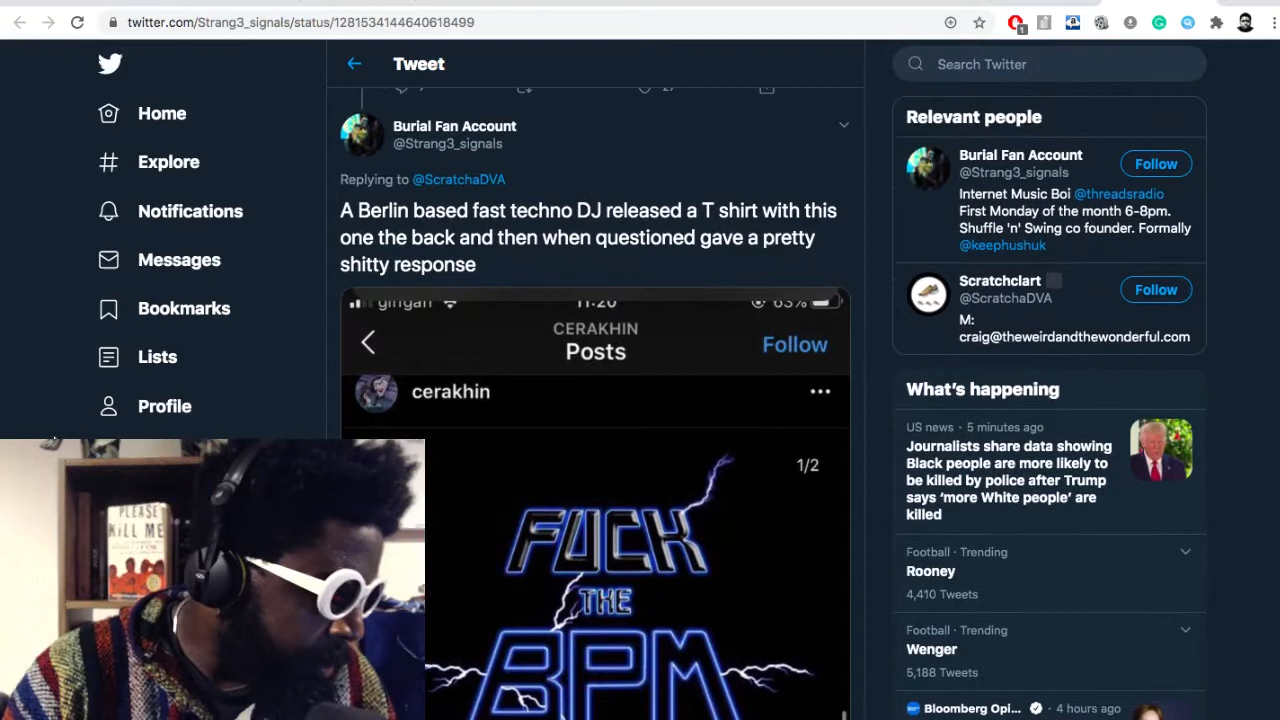 twitter.com/Strang3_signals/status/1281534144640618499
1
Home
Explore
Notifications
Messages
Bookmarks
Lists
Profile
Tweet
Burial Fan Account
@Strang3_signals
Replying to @ScratchaDVA
A Berlin based fast techno DJ released a T shirt with this
one the back and then when questioned gave a pretty
shitty response
giffgaff
11:20
63%
CERAKHIN
Posts
Follow
cerakhin
1/2
FUCK
THE
BPM
PLEASE
KILL ME
Search Twitter
Relevant people
Burial Fan Account
@Strang3_signals
Follow
Internet Music Boi @threadsradio
First Monday of the month 6-8pm.
Shuffle 'n' Swing co founder. Formally
@keephushuk
Scratchclart
@ScratchaDVA
Follow
M:
craig@theweirdandthewonderful.com
What's happening
US news · 5 minutes ago
Journalists share data showing
Black people are more likely to
be killed by police after Trump
says 'more White people' are
killed
Football · Trending
Rooney
4,410 Tweets
Football · Trending
Wenger
5,188 Tweets
Bloomberg Opi... · 4 hours ago